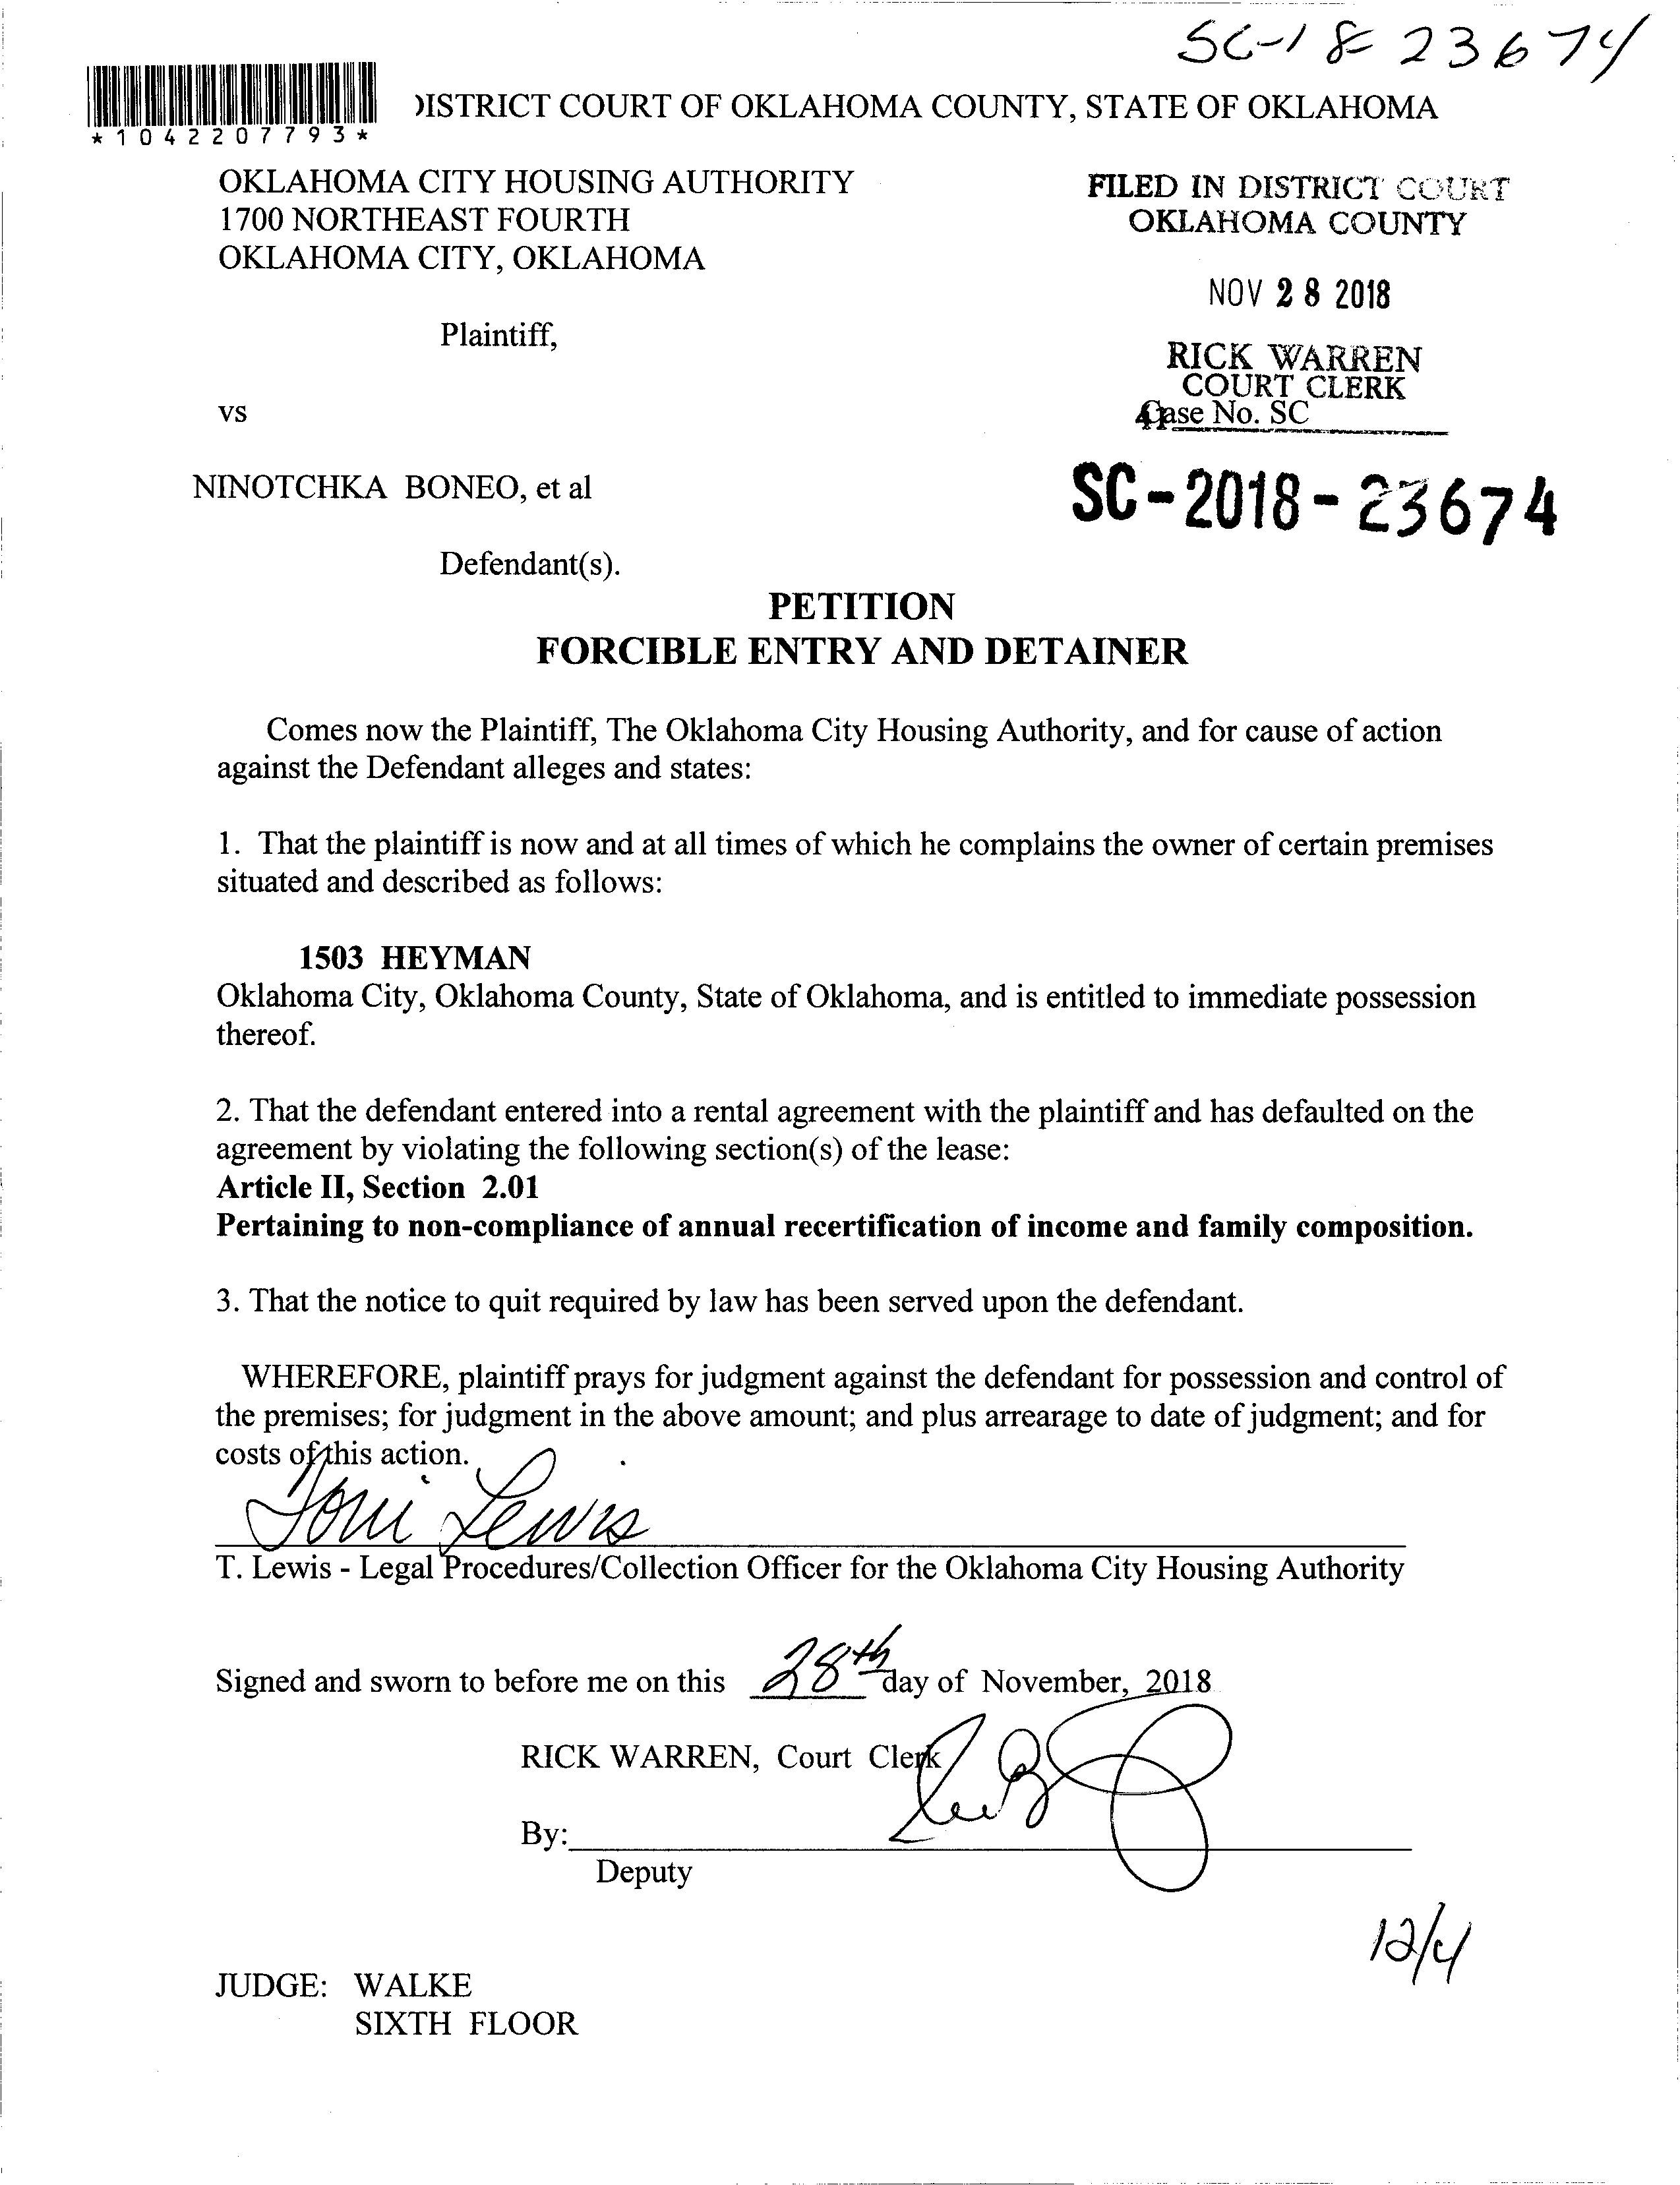 SC-18-23674
*1042207793*
DISTRICT COURT OF OKLAHOMA COUNTY, STATE OF OKLAHOMA
OKLAHOMA CITY HOUSING AUTHORITY
1700 NORTHEAST FOURTH
OKLAHOMA CITY, OKLAHOMA
FILED IN DISTRICT COURT
OKLAHOMA COUNTY
NOV 28 2018
Plaintiff,
RICK WARREN
COURT CLERK
vs
Case No. SC
NINOTCHKA BONEO, et al
SC-2018-23674
Defendant(s).
PETITION
FORCIBLE ENTRY AND DETAINER
Comes now the Plaintiff, The Oklahoma City Housing Authority, and for cause of action
against the Defendant alleges and states:
1. That the plaintiff is now and at all times of which he complains the owner of certain premises
situated and described as follows:
1503 HEYMAN
Oklahoma City, Oklahoma County, State of Oklahoma, and is entitled to immediate possession
thereof.
2. That the defendant entered into a rental agreement with the plaintiff and has defaulted on the
agreement by violating the following section(s) of the lease:
Article II, Section 2.01
Pertaining to non-compliance of annual recertification of income and family composition.
3. That the notice to quit required by law has been served upon the defendant.
WHEREFORE, plaintiff prays for judgment against the defendant for possession and control of
the premises; for judgment in the above amount; and plus arrearage to date of judgment; and for
costs of this action.
Toni Lewis
T. Lewis - Legal Procedures/Collection Officer for the Oklahoma City Housing Authority
Signed and sworn to before me on this 28th day of November, 2018
RICK WARREN, Court Clerk
By:
Deputy
12/4
JUDGE: WALKE
SIXTH FLOOR